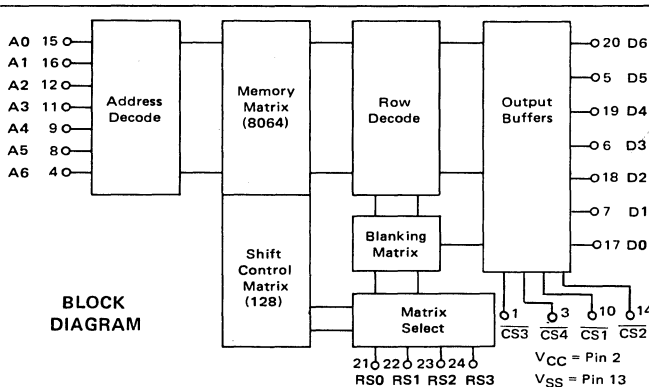 A0 15
A1 16
A2 12
A3 11
A4 9
A5 8
A6 4
Address
Decode
Memory
Matrix
(8064)
Row
Decode
Output
Buffers
20 D6
5 D5
19 D4
6 D3
18 D2
7 D1
17 D0
Shift
Control
Matrix
(128)
Blanking
Matrix
Matrix
Select
BLOCK
DIAGRAM
1 3 10 14
CS3 CS4 CS1 CS2
21 22 23 24
RS0 RS1 RS2 RS3
VCC = Pin 2
VSS = Pin 13